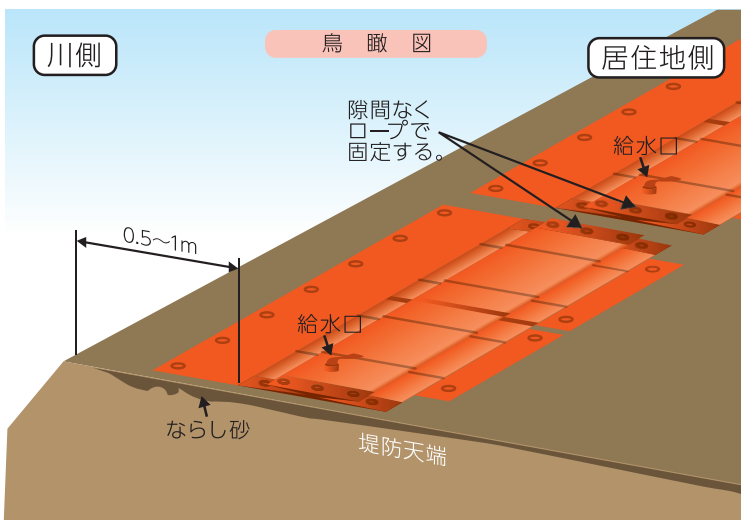 川側
鳥瞰図
居住地側
隙間なく
ロープで
固定する。
給水口
0.5〜1m
給水口
ならし砂
堤防天端